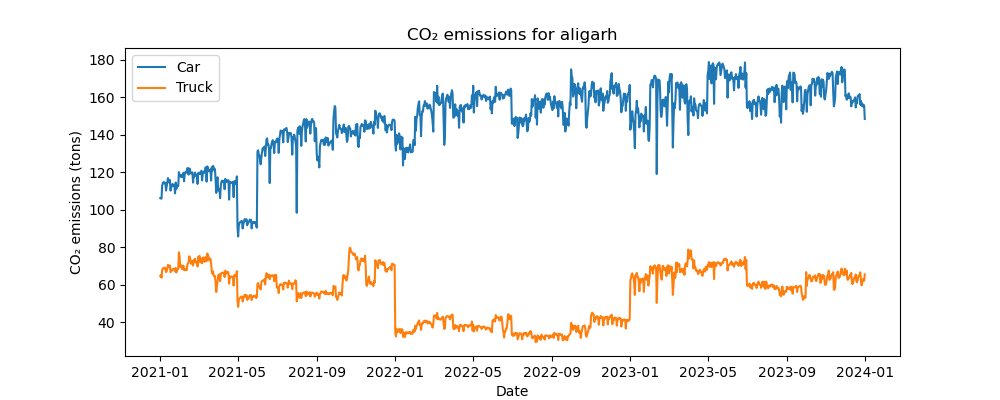 CO₂ emissions for aligarh
Car
Truck
CO₂ emissions (tons)
180
160
140
120
100
80
60
40
2021-01 2021-05 2021-09 2022-01 2022-05 2022-09 2023-01 2023-05 2023-09 2024-01
Date